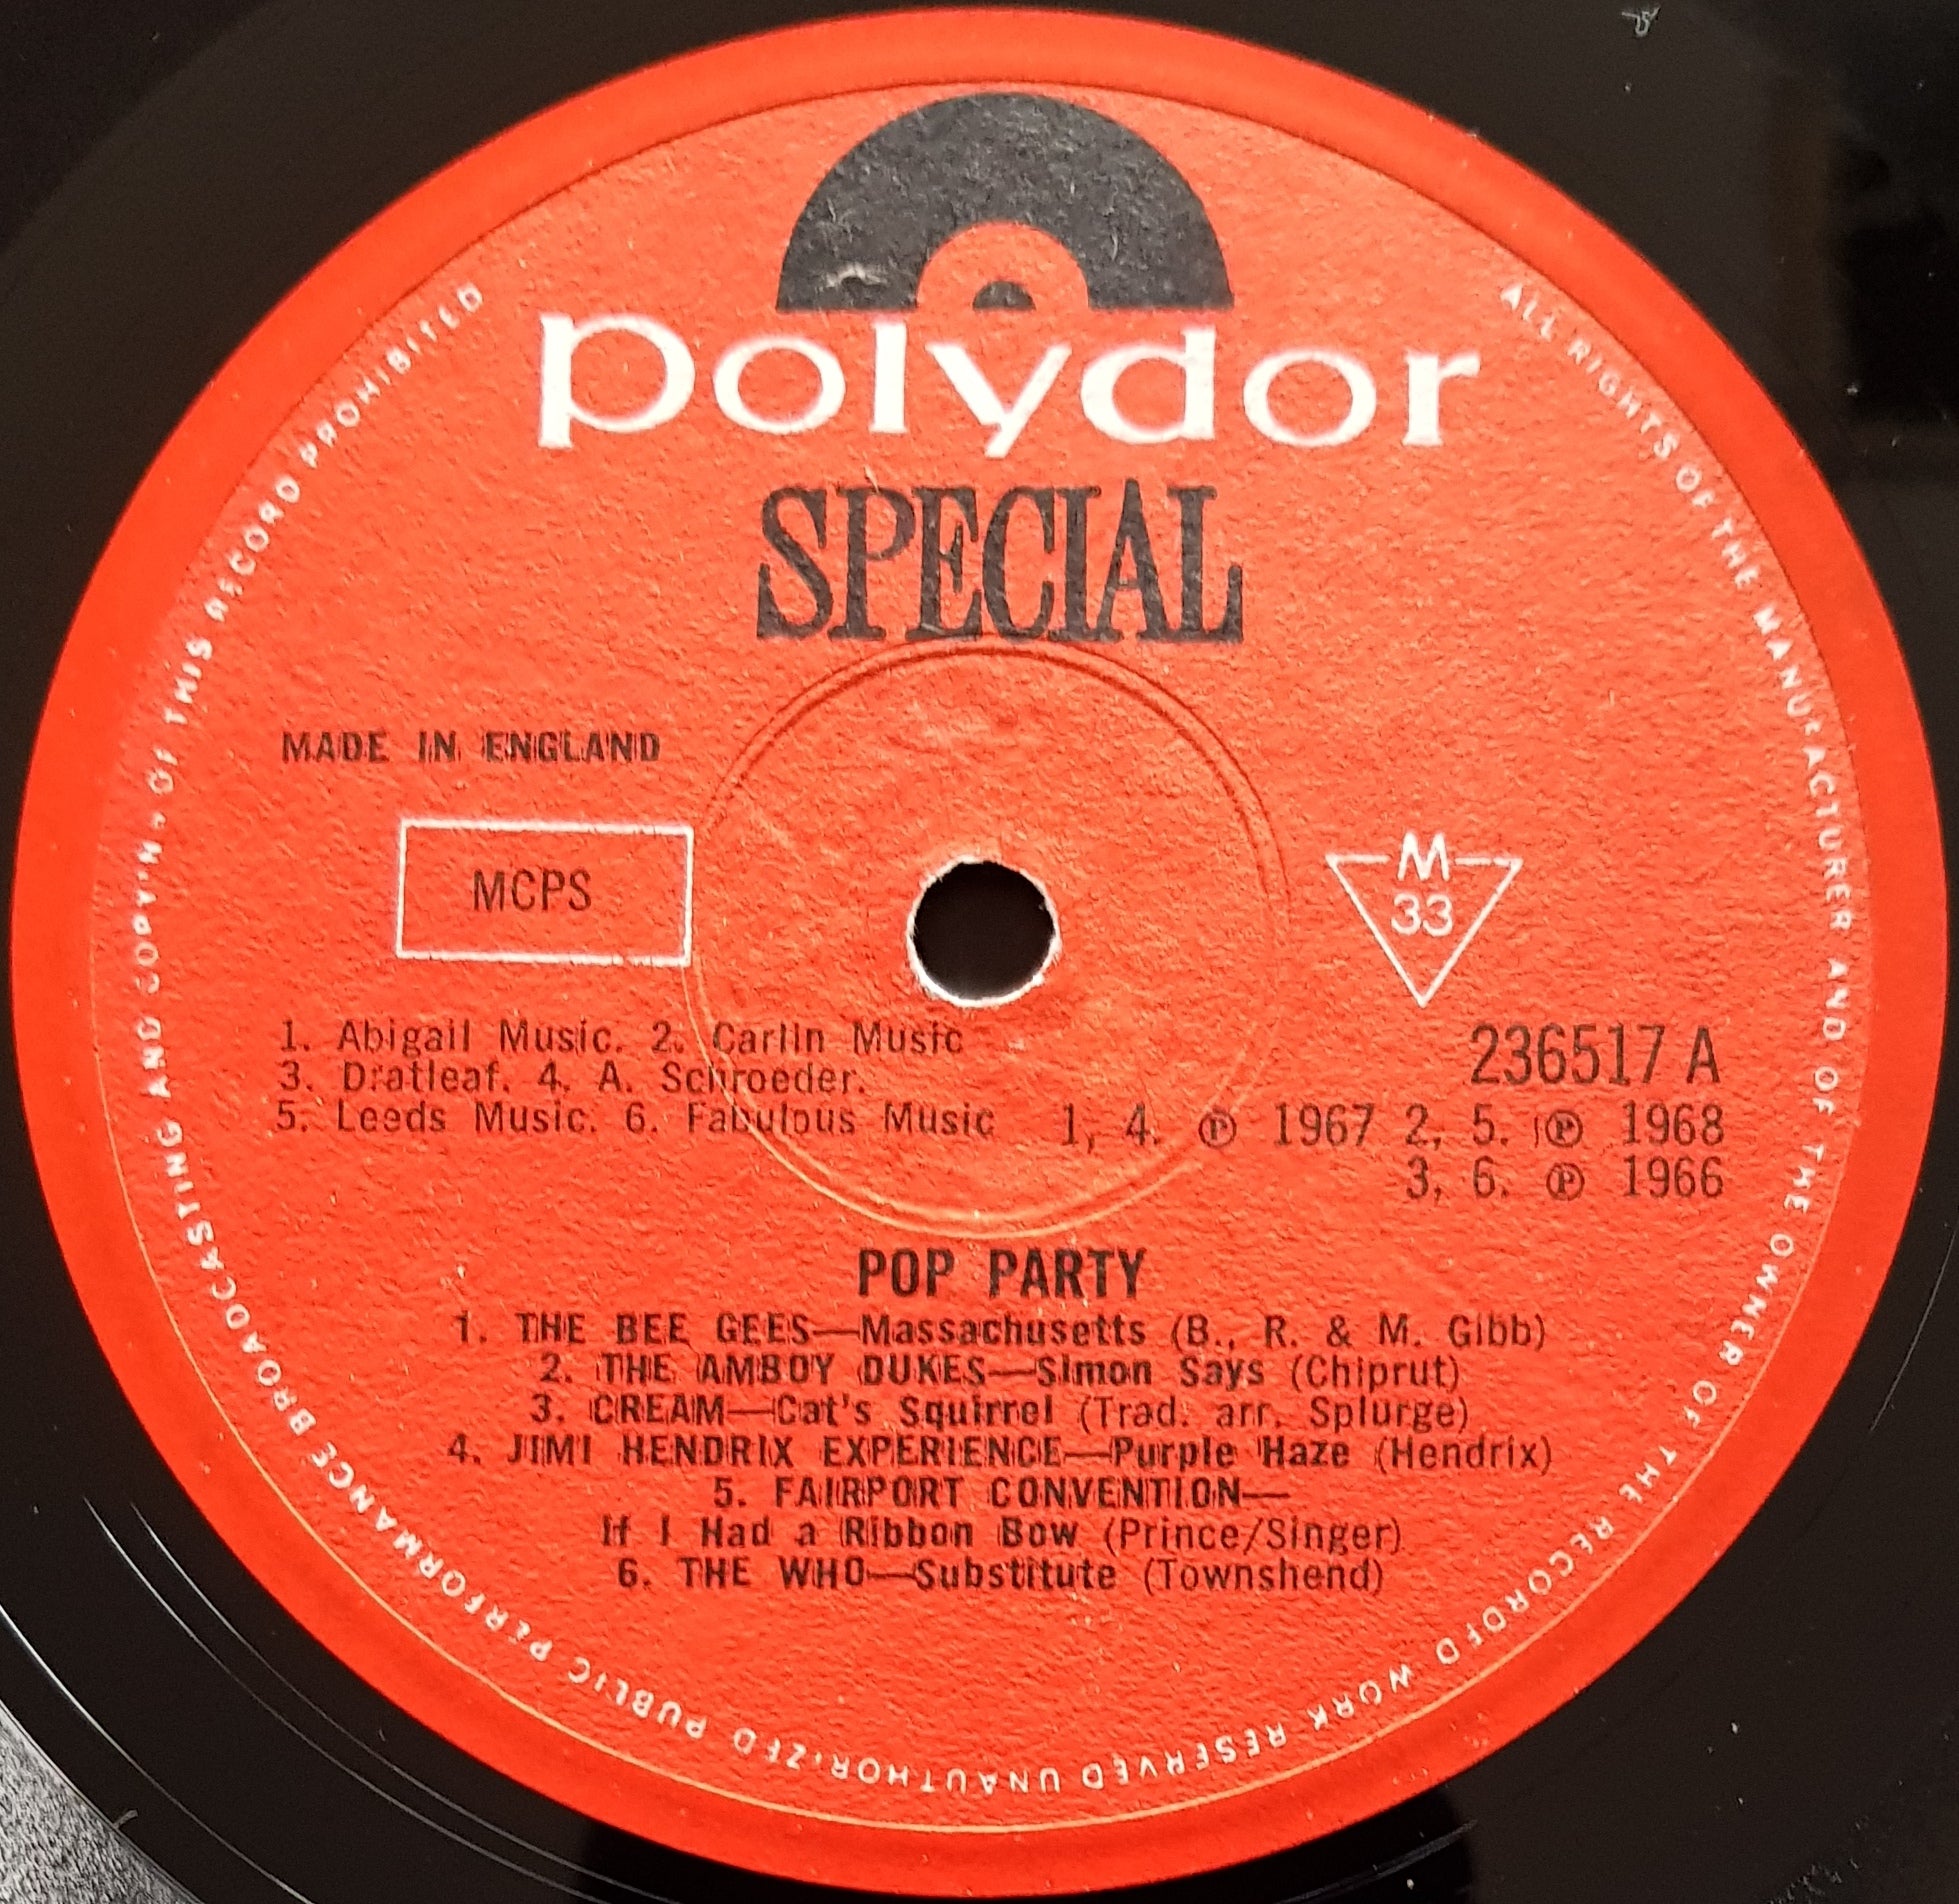 polydor
SPECIAL
MADE IN ENGLAND
MCPS
M
33
1. Abigail Music. 2. Carlin Music
3. Dratleaf. 4. A. Schroeder.
5. Leeds Music. 6. Fabulous Music
236517 A
1, 4. ℗ 1967 2, 5. ℗ 1968
3, 6. ℗ 1966
POP PARTY
1. THE BEE GEES—Massachusetts (B., R. & M. Gibb)
2. THE AMBOY DUKES—Simon Says (Chiprut)
3. CREAM—Cat's Squirrel (Trad. arr. Splurge)
4. JIMI HENDRIX EXPERIENCE—Purple Haze (Hendrix)
5. FAIRPORT CONVENTION—
If I Had a Ribbon Bow (Prince/Singer)
6. THE WHO—Substitute (Townshend)
ALL RIGHTS OF THE MANUFACTURER AND OF THE OWNER OF THE RECORDED WORK RESERVED UNAUTHORIZED PUBLIC PERFORMANCE BROADCASTING AND COPY'N. OF THIS RECORD PROHIBITED